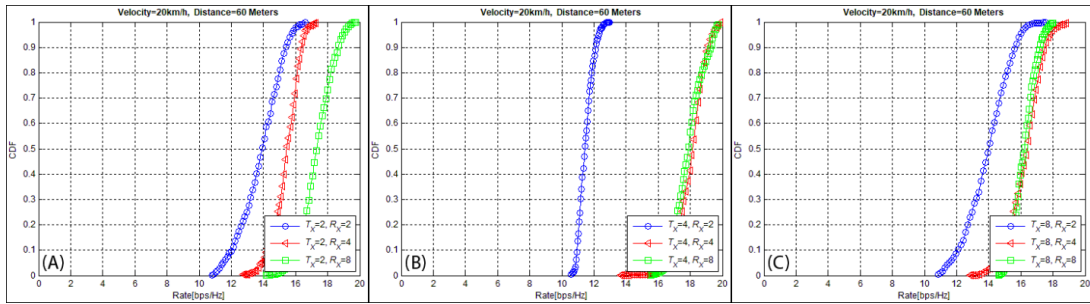 Velocity=20km/h, Distance=60 Meters
1
0.9
0.8
0.7
0.6
0.5
0.4
0.3
0.2
0.1
0
CDF
0 2 4 6 8 10 12 14 16 18 20
Rate[bps/Hz]
TX=2, RX=2
TX=2, RX=4
TX=2, RX=8
(A)
Velocity=20km/h, Distance=60 Meters
1
0.9
0.8
0.7
0.6
0.5
0.4
0.3
0.2
0.1
0
CDF
0 2 4 6 8 10 12 14 16 18 20
Rate[bps/Hz]
TX=4, RX=2
TX=4, RX=4
TX=4, RX=8
(B)
Velocity=20km/h, Distance=60 Meters
1
0.9
0.8
0.7
0.6
0.5
0.4
0.3
0.2
0.1
0
CDF
0 2 4 6 8 10 12 14 16 18 20
Rate[bps/Hz]
TX=8, RX=2
TX=8, RX=4
TX=8, RX=8
(C)